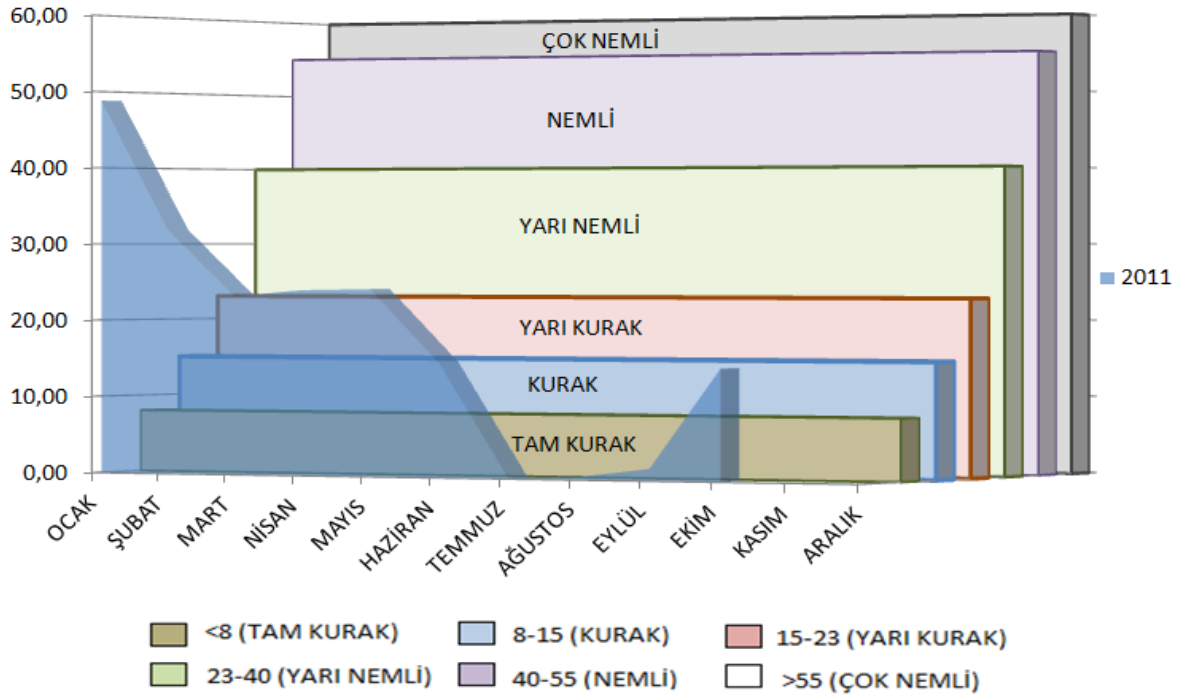 60,00
50,00
40,00
30,00
20,00
10,00
0,00
ÇOK NEMLİ
NEMLİ
YARI NEMLİ
YARI KURAK
KURAK
TAM KURAK
2011
OCAK
ŞUBAT
MART
NİSAN
MAYIS
HAZİRAN
TEMMUZ
AĞUSTOS
EYLÜL
EKİM
KASIM
ARALIK
<8 (TAM KURAK)
8-15 (KURAK)
15-23 (YARI KURAK)
23-40 (YARI NEMLİ)
40-55 (NEMLİ)
>55 (ÇOK NEMLİ)